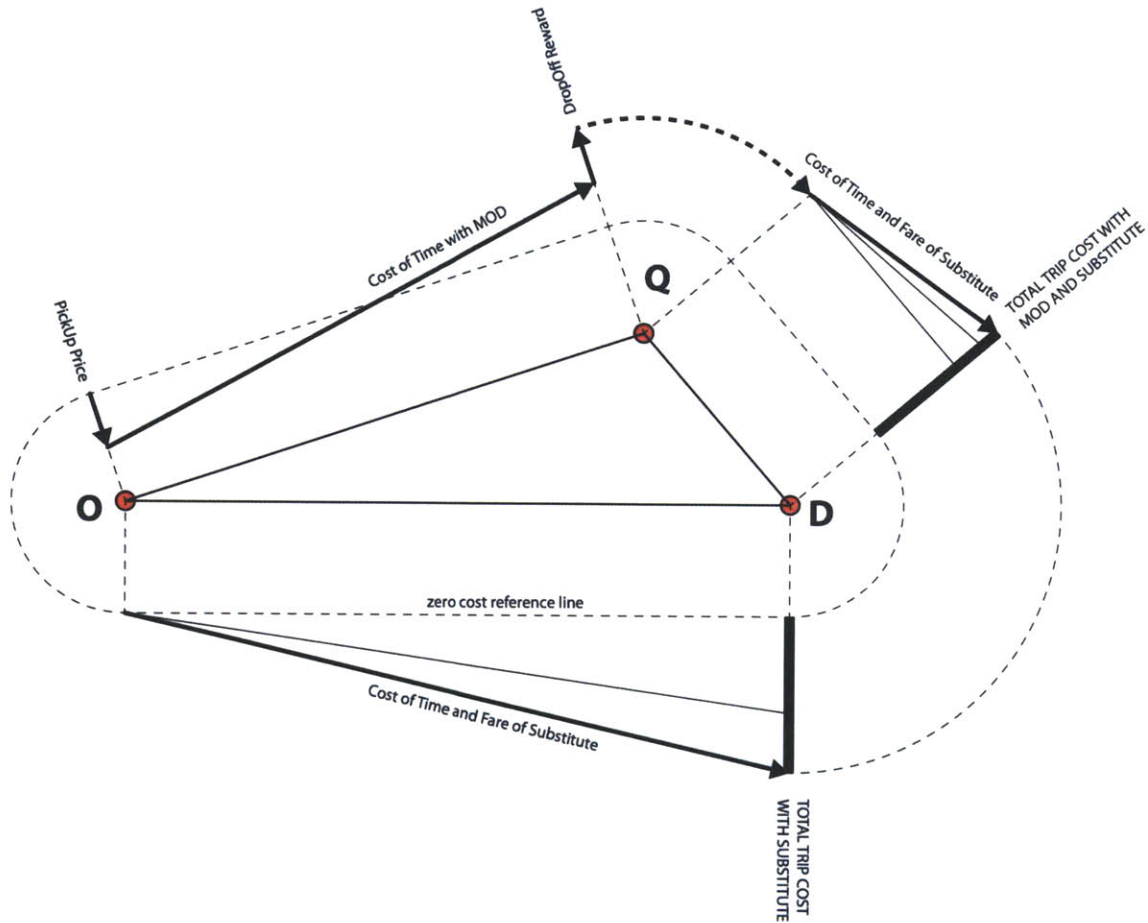 DropOff Reward
Cost of Time and Fare of Substitute
TOTAL TRIP COST WITH
MOD AND SUBSTITUTE
Cost of Time with MOD
Q
PickUp Price
O
D
zero cost reference line
Cost of Time and Fare of Substitute
TOTAL TRIP COST
WITH SUBSTITUTE